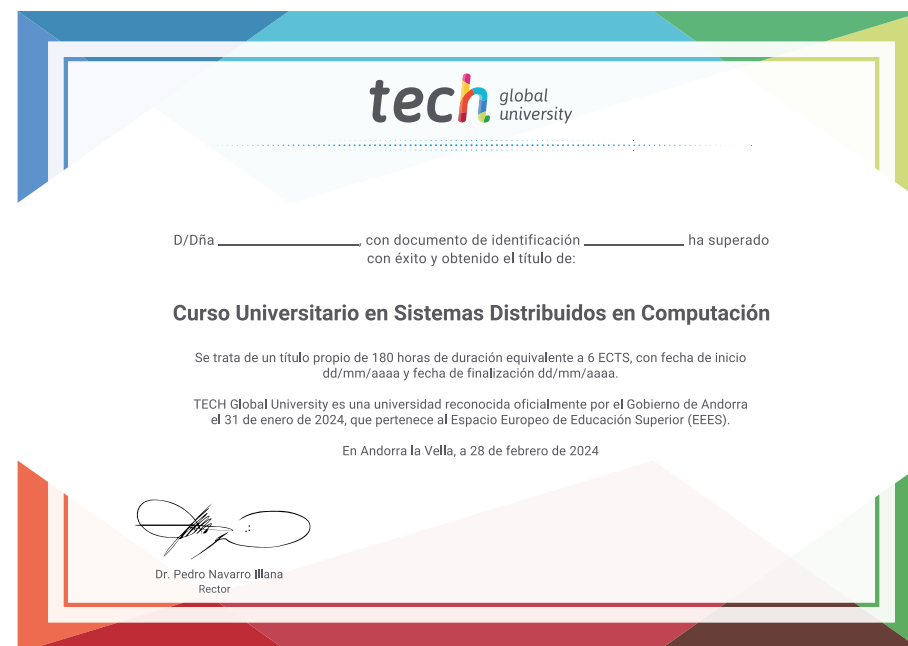 tech global
university
D/Dña ____________________, con documento de identificación ______________ ha superado
con éxito y obtenido el título de:
Curso Universitario en Sistemas Distribuidos en Computación
Se trata de un título propio de 180 horas de duración equivalente a 6 ECTS, con fecha de inicio
dd/mm/aaaa y fecha de finalización dd/mm/aaaa.
TECH Global University es una universidad reconocida oficialmente por el Gobierno de Andorra
el 31 de enero de 2024, que pertenece al Espacio Europeo de Educación Superior (EEES).
En Andorra la Vella, a 28 de febrero de 2024
Dr. Pedro Navarro Illana
Rector